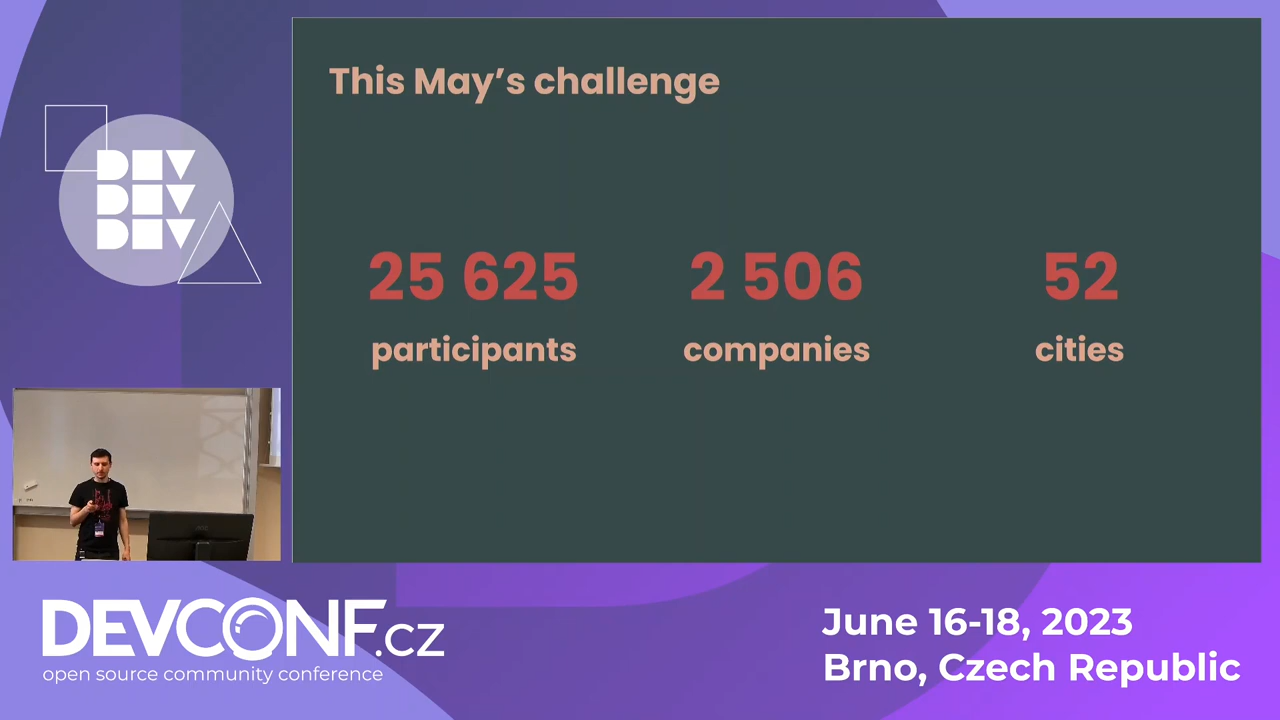 This May's challenge
25 625
participants
2 506
companies
52
cities
DEV
DEV
DEV
DEVCONF.cz
open source community conference
June 16-18, 2023
Brno, Czech Republic